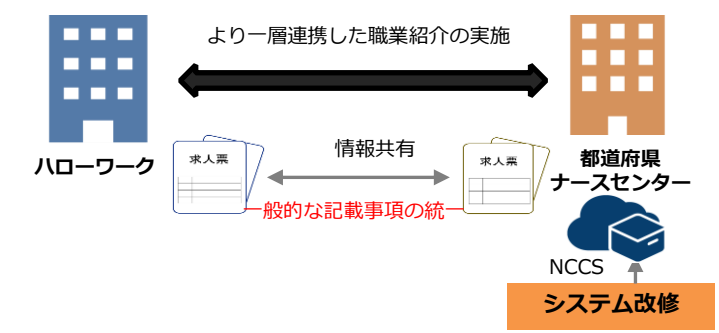 より一層連携した職業紹介の実施
ハローワーク
求人票
情報共有
求人票
都道府県
ナースセンター
一般的な記載事項の統一
NCCS
システム改修